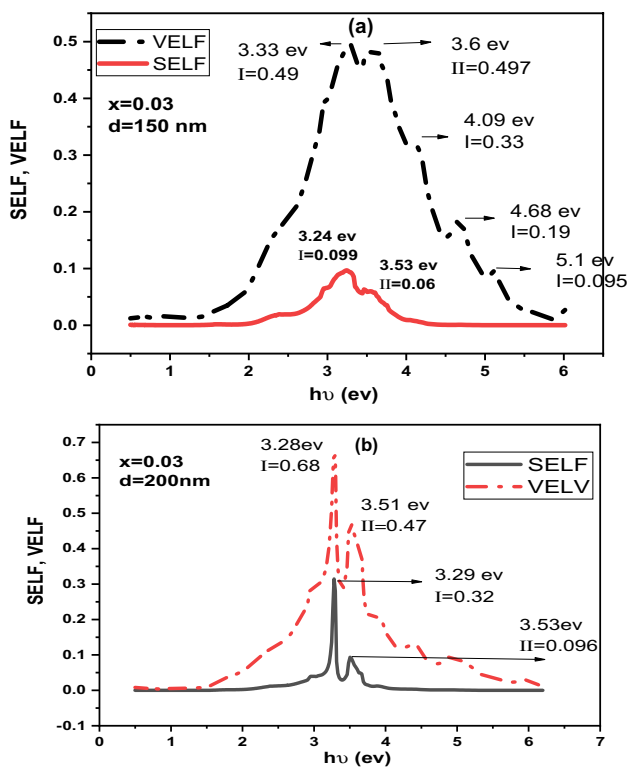 (a)
VELF
SELF
3.33 ev
I=0.49
3.6 ev
II=0.497
x=0.03
d=150 nm
4.09 ev
I=0.33
4.68 ev
I=0.19
3.24 ev
I=0.099
3.53 ev
II=0.06
5.1 ev
I=0.095
SELF, VELF
0.5
0.4
0.3
0.2
0.1
0.0
0 1 2 3 4 5 6
hυ (ev)
(b)
x=0.03
d=200nm
3.28ev
I=0.68
SELF
VELV
3.51 ev
II=0.47
3.29 ev
I=0.32
3.53ev
II=0.096
SELF, VELF
0.7
0.6
0.5
0.4
0.3
0.2
0.1
0.0
-0.1
0 1 2 3 4 5 6 7
hυ (ev)